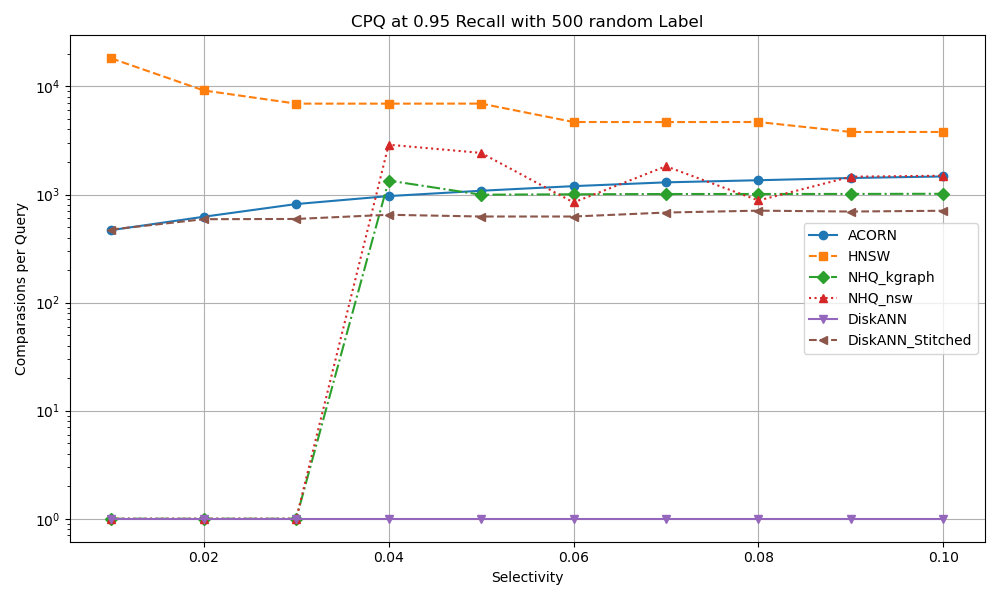 CPQ at 0.95 Recall with 500 random Label
Comparasions per Query
10^4
10^3
10^2
10^1
10^0
ACORN
HNSW
NHQ_kgraph
NHQ_nsw
DiskANN
DiskANN_Stitched
0.02 0.04 0.06 0.08 0.10
Selectivity